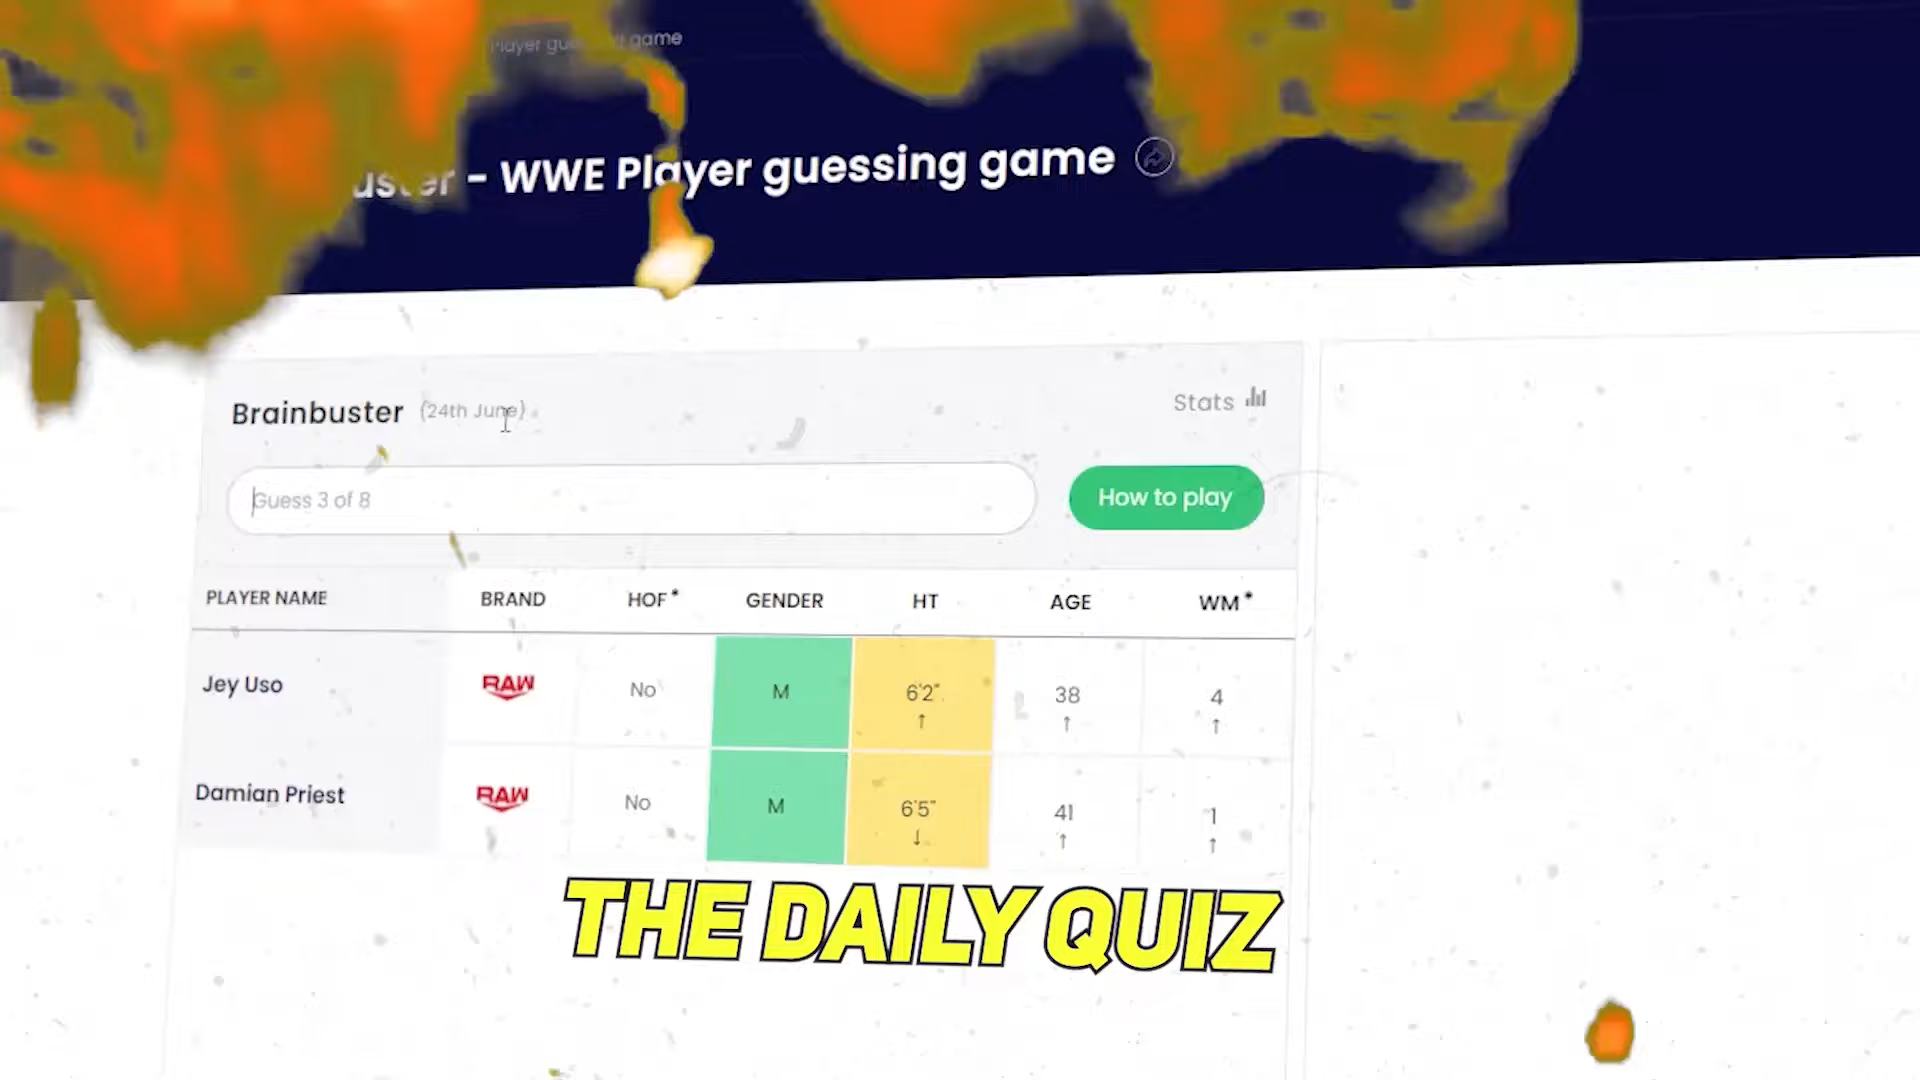 game
- WWE Player guessing game
Brainbuster (24th June)
Stats
Guess 3 of 8
How to play
PLAYER NAME BRAND HOF* GENDER HT AGE WM*
Jey Uso RAW No M 6'2" ↑ 38 ↑ 4 ↑
Damian Priest RAW No M 6'5" ↓ 41 ↑ 1 ↑
THE DAILY QUIZ